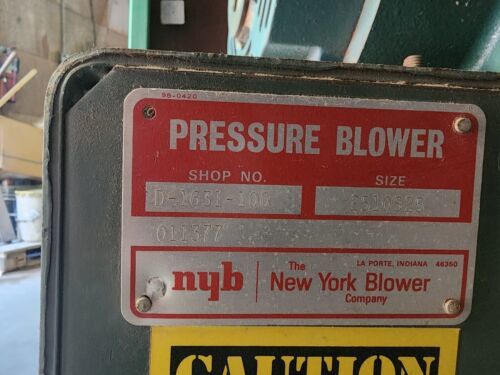 98-0420
PRESSURE BLOWER
SHOP NO. SIZE
D-1631-100
011377
nyb The New York Blower Company
LA PORTE, INDIANA 46350
CAUTION